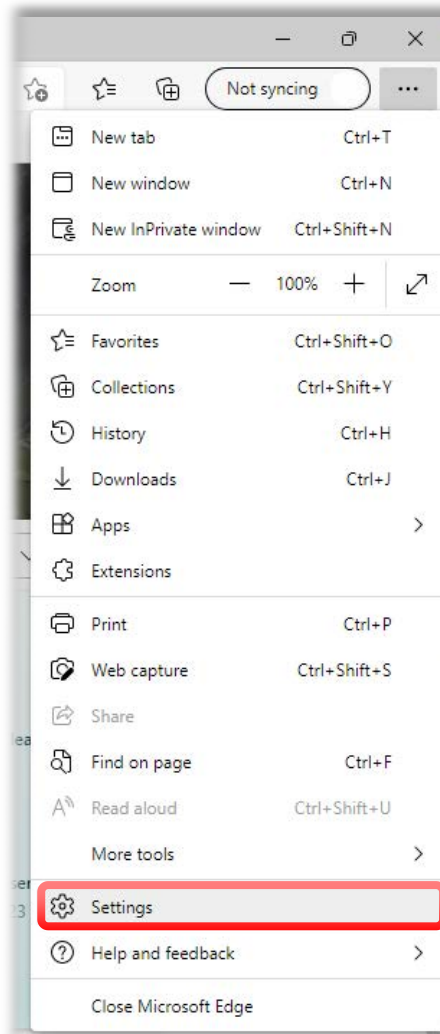 Not syncing
New tab Ctrl+T
New window Ctrl+N
New InPrivate window Ctrl+Shift+N
Zoom 100%
Favorites Ctrl+Shift+O
Collections Ctrl+Shift+Y
History Ctrl+H
Downloads Ctrl+J
Apps
Extensions
Print Ctrl+P
Web capture Ctrl+Shift+S
Share
Find on page Ctrl+F
Read aloud Ctrl+Shift+U
More tools
Settings
Help and feedback
Close Microsoft Edge